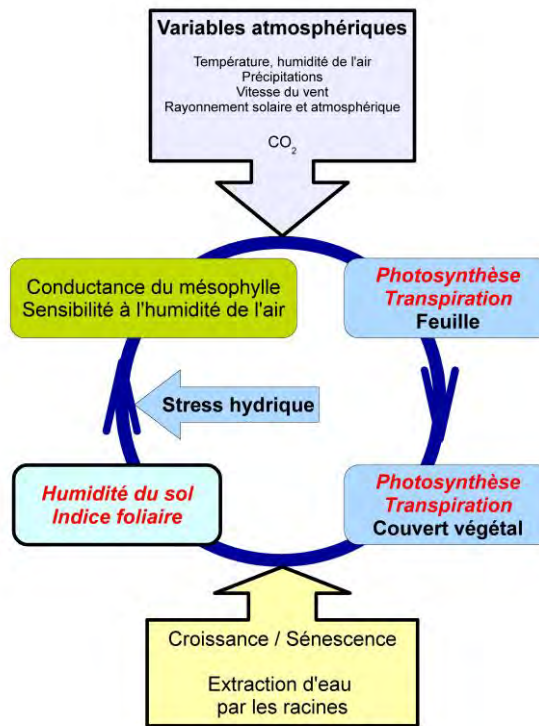 Variables atmosphériques
Température, humidité de l'air
Précipitations
Vitesse du vent
Rayonnement solaire et atmosphérique
CO₂
Conductance du mésophylle
Sensibilité à l'humidité de l'air
Photosynthèse
Transpiration
Feuille
Stress hydrique
Humidité du sol
Indice foliaire
Photosynthèse
Transpiration
Couvert végétal
Croissance / Sénescence
Extraction d'eau
par les racines